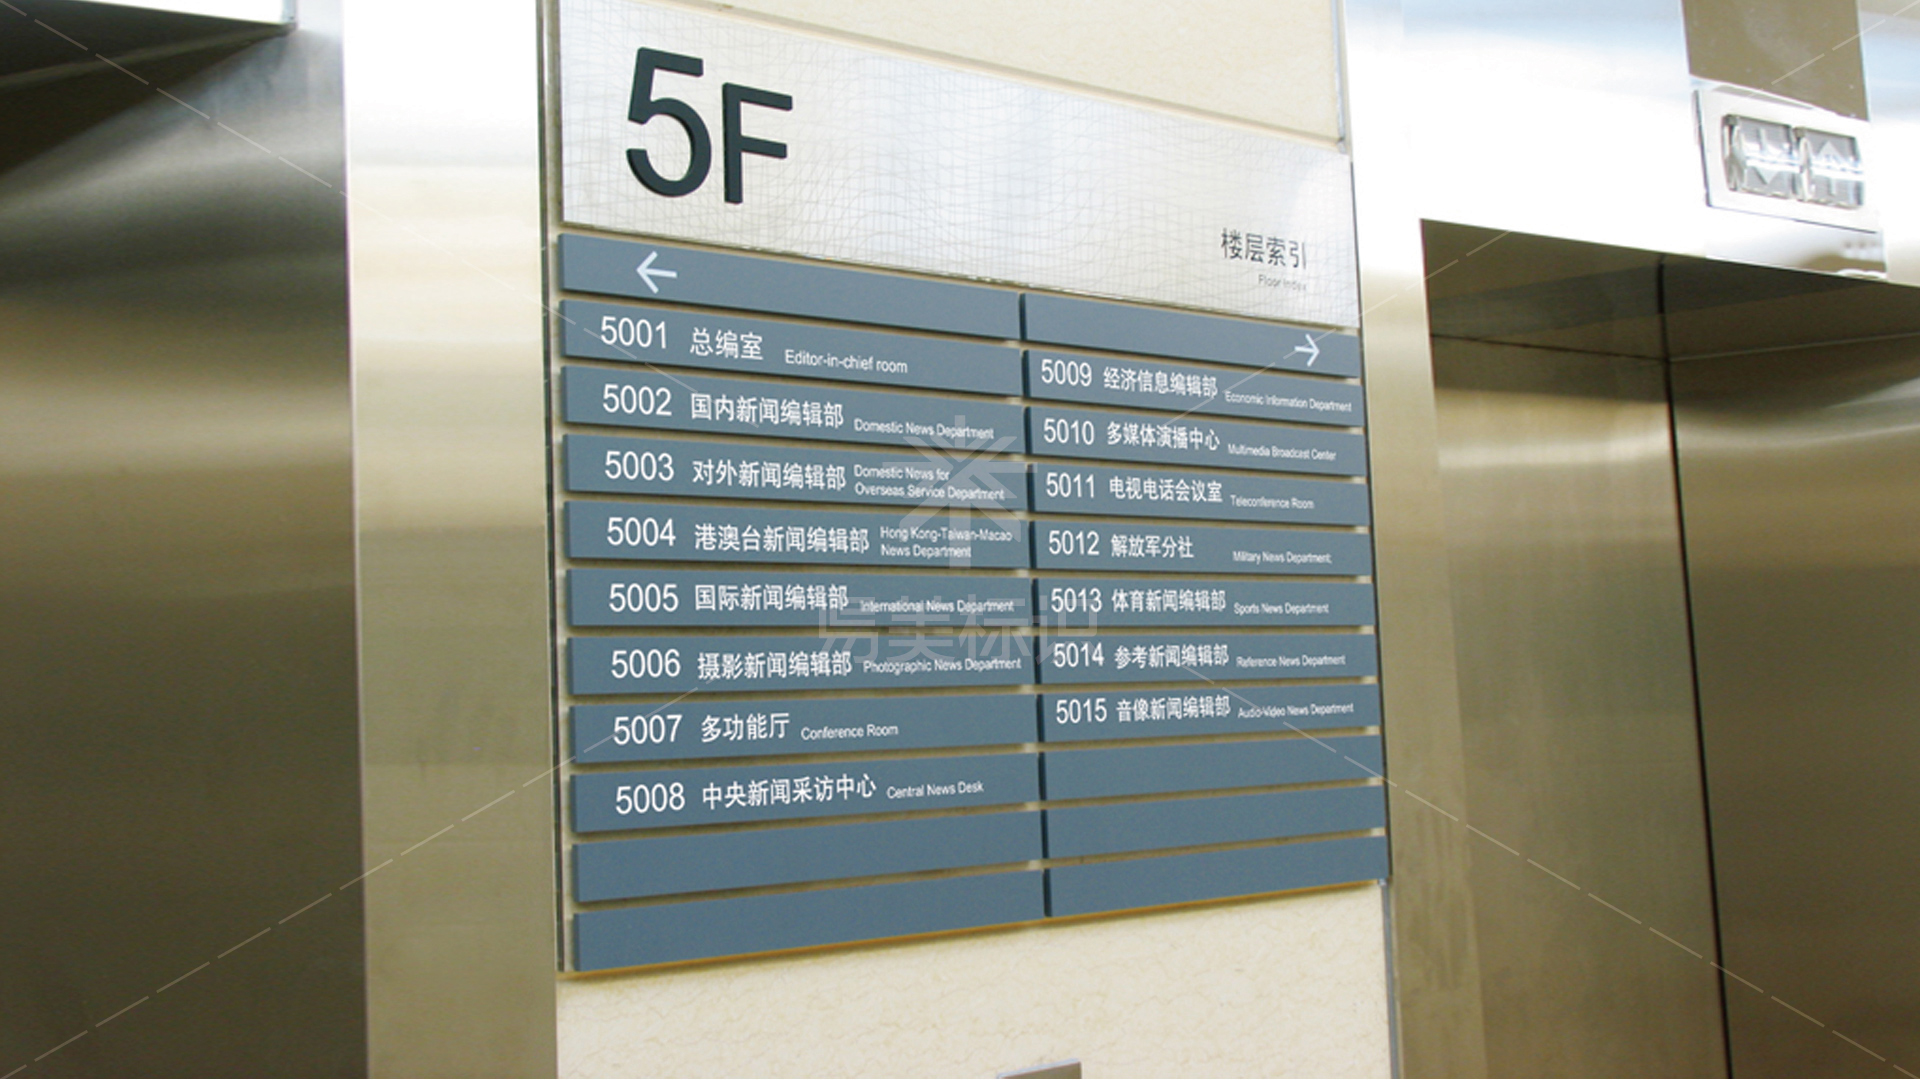 5F
楼层索引
Floor Index
←
5001 总编室 Editor-in-chief room
5002 国内新闻编辑部 Domestic News Department
5003 对外新闻编辑部 Domestic News for
Overseas Service Department
5004 港澳台新闻编辑部 Hong Kong-Taiwan-Macao
News Department
5005 国际新闻编辑部 International News Department
5006 摄影新闻编辑部 Photographic News Department
5007 多功能厅 Conference Room
5008 中央新闻采访中心 Central News Desk
→
5009 经济信息编辑部 Economic Information Department
5010 多媒体演播中心 Multimedia Broadcast Center
5011 电视电话会议室 Teleconference Room
5012 解放军分社 Military News Department;
5013 体育新闻编辑部 Sports News Department
5014 参考新闻编辑部 Reference News Department
5015 音像新闻编辑部 Audio-Video News Department
易美标识